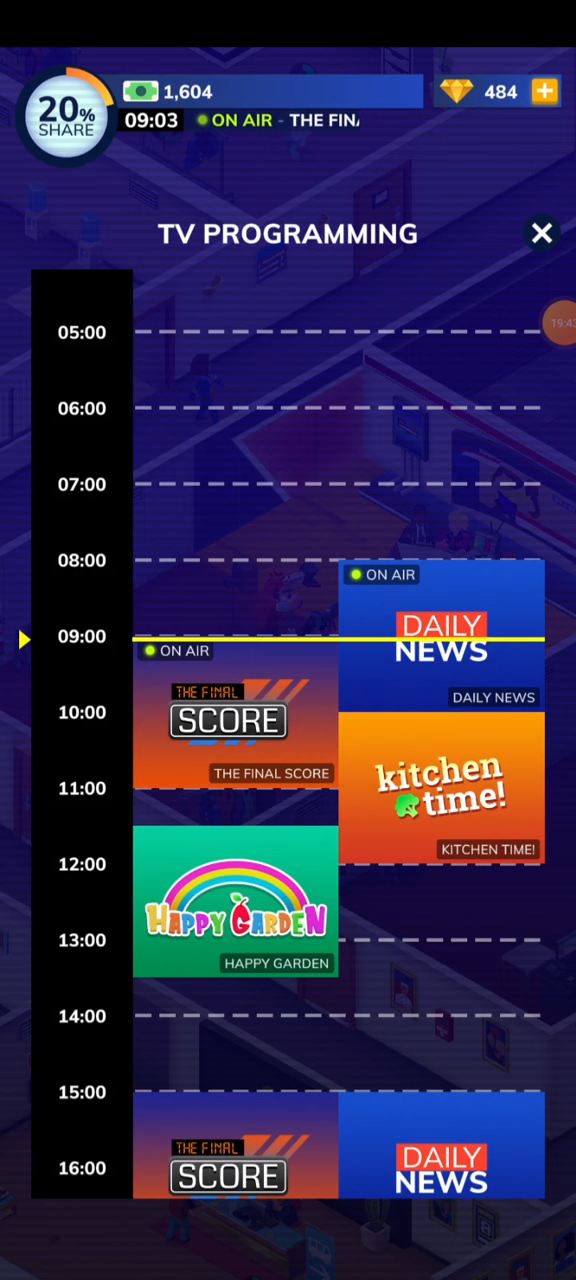 20%
SHARE
1,604
484
09:03
ON AIR - THE FIN
TV PROGRAMMING
19:43
05:00
06:00
07:00
08:00
ON AIR
09:00
DAILY
NEWS
ON AIR
DAILY NEWS
THE FINAL
SCORE
10:00
THE FINAL SCORE
kitchen
time!
11:00
KITCHEN TIME!
12:00
HAPPY GARDEN
13:00
HAPPY GARDEN
14:00
15:00
THE FINAL
SCORE
DAILY
NEWS
16:00